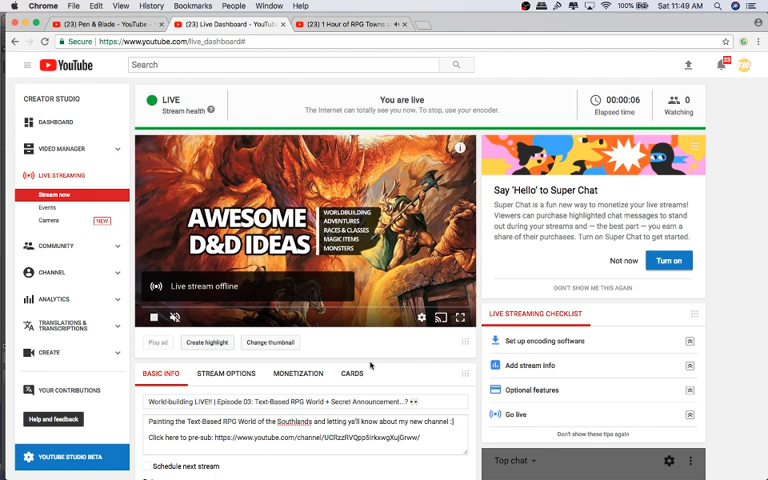 Chrome File Edit View History Bookmarks People Window Help 100% Sat 11:49 AM
(23) Pen & Blade - YouTube - (23) Live Dashboard - YouTube (23) 1 Hour of RPG Towns a
Secure https://www.youtube.com/live_dashboard#
YouTube Search 23
CREATOR STUDIO
DASHBOARD
VIDEO MANAGER
LIVE STREAMING
Stream now
Events
Camera NEW
COMMUNITY
CHANNEL
ANALYTICS
TRANSLATIONS & TRANSCRIPTIONS
CREATE
YOUR CONTRIBUTIONS
Help and feedback
YOUTUBE STUDIO BETA
LIVE
Stream health
You are live
The Internet can totally see you now. To stop, use your encoder.
00:00:06
Elapsed time
0
Watching
AWESOME
D&D IDEAS
WORLDBUILDING
ADVENTURES
RACES & CLASSES
MAGIC ITEMS
MONSTERS
Live stream offline
Play ad Create highlight Change thumbnail
BASIC INFO STREAM OPTIONS MONETIZATION CARDS
World-building LIVE!! | Episode 03: Text-Based RPG World + Secret Announcement...? 👀
Painting the Text-Based RPG World of the Southlands and letting ya'll know about my new channel :]
Click here to pre-sub: https://www.youtube.com/channel/UCRzzRVQpp5irkxwgXujGrww/
Schedule next stream
Say 'Hello' to Super Chat
Super Chat is a fun new way to monetize your live streams!
Viewers can purchase highlighted chat messages to stand
out during your streams and — the best part — you earn a
share of their purchases. Turn on Super Chat to get started.
Not now Turn on
DON'T SHOW ME THIS AGAIN
LIVE STREAMING CHECKLIST
Set up encoding software
Add stream info
Optional features
Go live
Don't show these tips again
Top chat